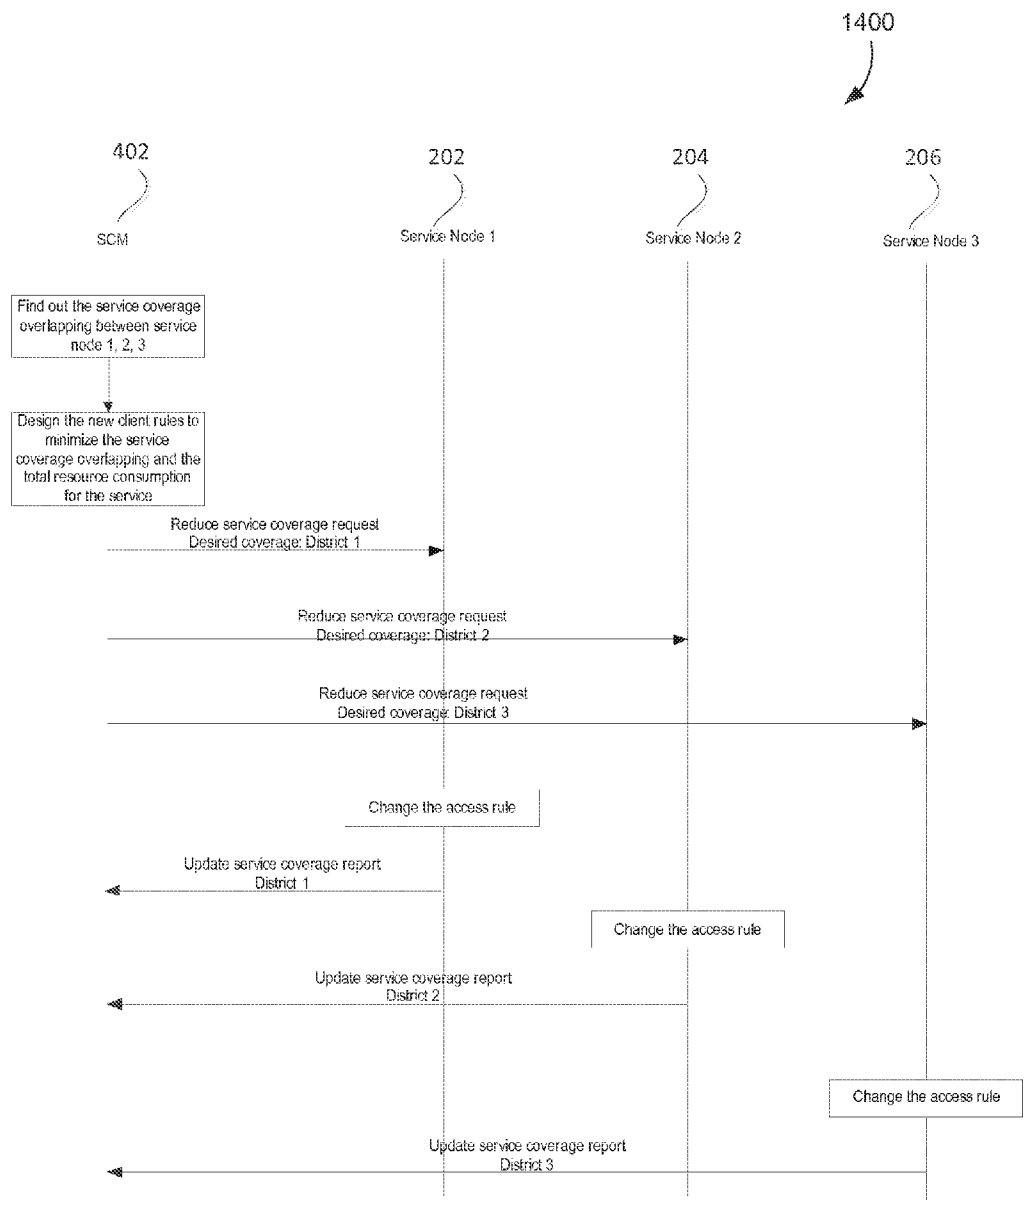 1400
402
202
204
206
SCM
Service Node 1
Service Node 2
Service Node 3
Find out the service coverage
overlapping between service
node 1, 2, 3
Design the new client rules to
minimize the service
coverage overlapping and the
total resource consumption
for the service
Reduce service coverage request
Desired coverage: District 1
Reduce service coverage request
Desired coverage: District 2
Reduce service coverage request
Desired coverage: District 3
Change the access rule
Update service coverage report
District 1
Change the access rule
Update service coverage report
District 2
Change the access rule
Update service coverage report
District 3